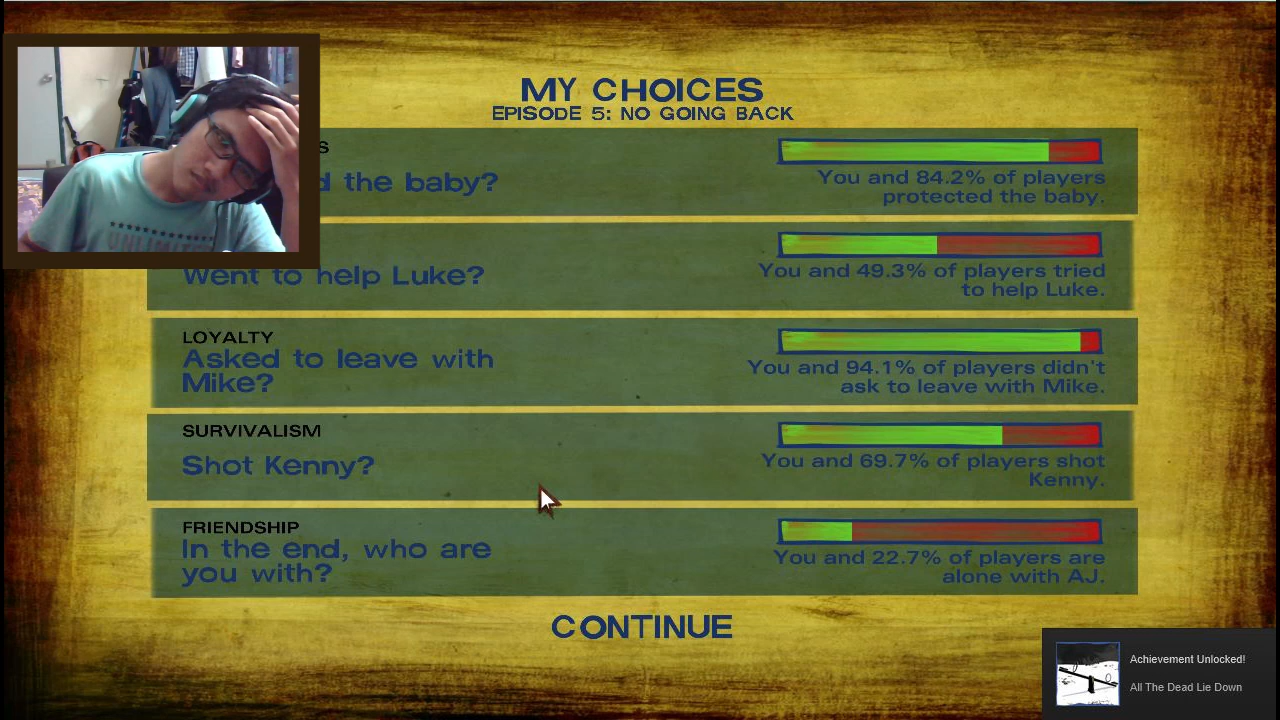 MY CHOICES
EPISODE 5: NO GOING BACK
S
d the baby?
You and 84.2% of players
protected the baby.
Went to help Luke?
You and 49.3% of players tried
to help Luke.
LOYALTY
Asked to leave with
Mike?
You and 94.1% of players didn't
ask to leave with Mike.
SURVIVALISM
Shot Kenny?
You and 69.7% of players shot
Kenny.
FRIENDSHIP
In the end, who are
you with?
You and 22.7% of players are
alone with AJ.
CONTINUE
Achievement Unlocked!
All The Dead Lie Down
UNLIMITED